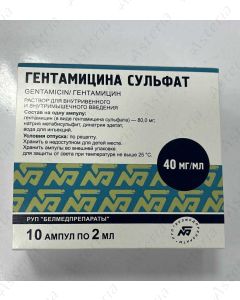 ГЕНТАМИЦИНА СУЛЬФАТ
GENTAMICIN/ ГЕНТАМИЦИН
РАСТВОР ДЛЯ ВНУТРИВЕННОГО
И ВНУТРИМЫШЕЧНОГО ВВЕДЕНИЯ
Состав на одну ампулу:
гентамицин (в виде гентамицина сульфата) — 80,0 мг;
натрия метабисульфит, динатрия эдетат,
вода для инъекций.
Условия отпуска: по рецепту.
Хранить в недоступном для детей месте.
Хранить ампулы во внешней упаковке
для защиты от света при температуре не выше 25 °C.
40 мг/мл
РУП "БЕЛМЕДПРЕПАРАТЫ"
10 АМПУЛ ПО 2 МЛ